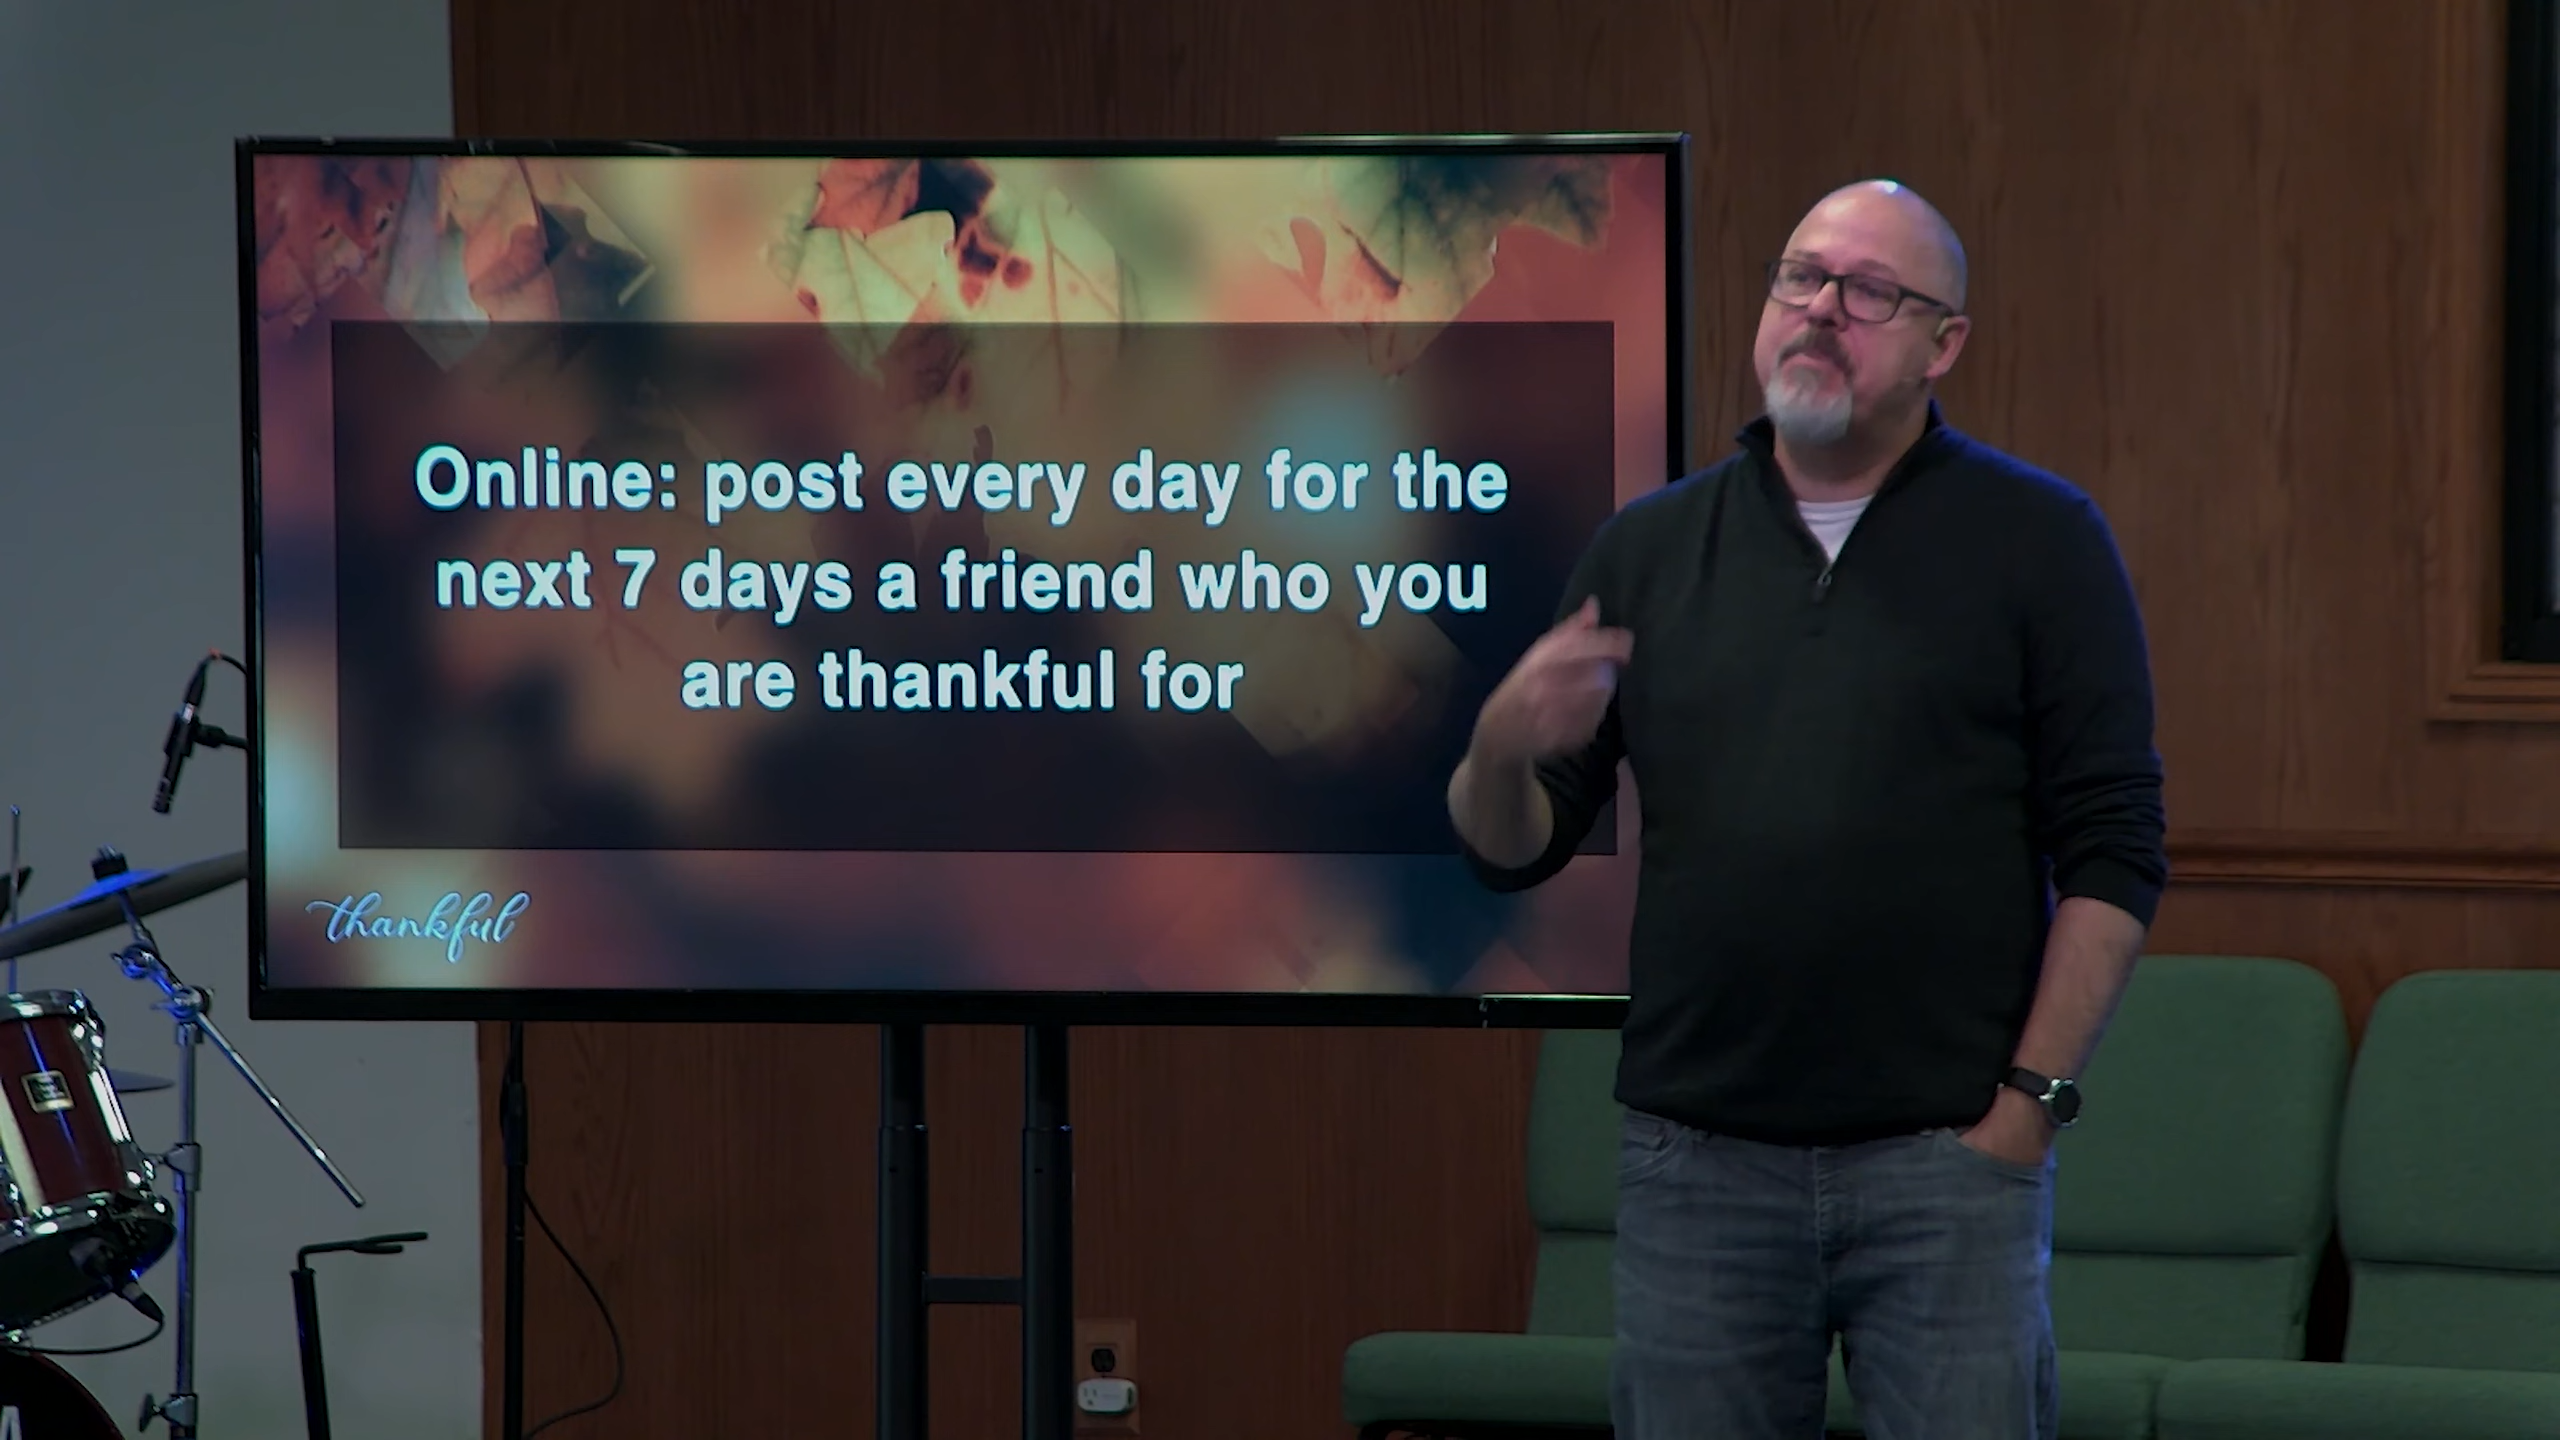 Online: post every day for the
next 7 days a friend who you
are thankful for
thankful